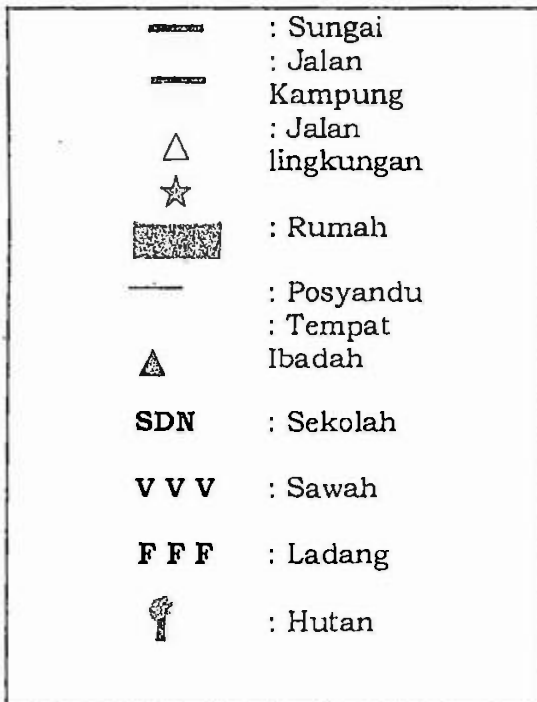 : Sungai
: Jalan
Kampung
: Jalan
lingkungan
: Rumah
: Posyandu
: Tempat
Ibadah
SDN : Sekolah
V V V : Sawah
F F F : Ladang
: Hutan